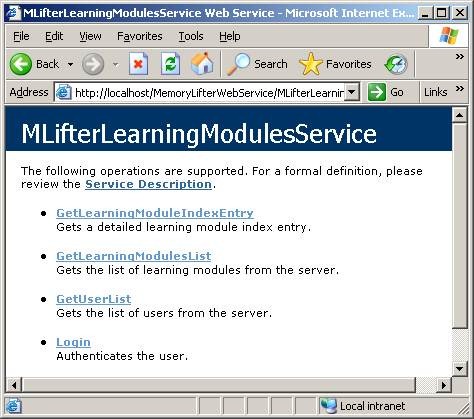 MLifterLearningModulesService Web Service - Microsoft Internet Ex...
File Edit View Favorites Tools Help
Back Search Favorites »
Address http://localhost/MemoryLifterWebService/MLifterLearnin Go Links »
MLifterLearningModulesService
The following operations are supported. For a formal definition, please
review the Service Description.
• GetLearningModuleIndexEntry
Gets a detailed learning module index entry.
• GetLearningModulesList
Gets the list of learning modules from the server.
• GetUserList
Gets the list of users from the server.
• Login
Authenticates the user.
Local intranet